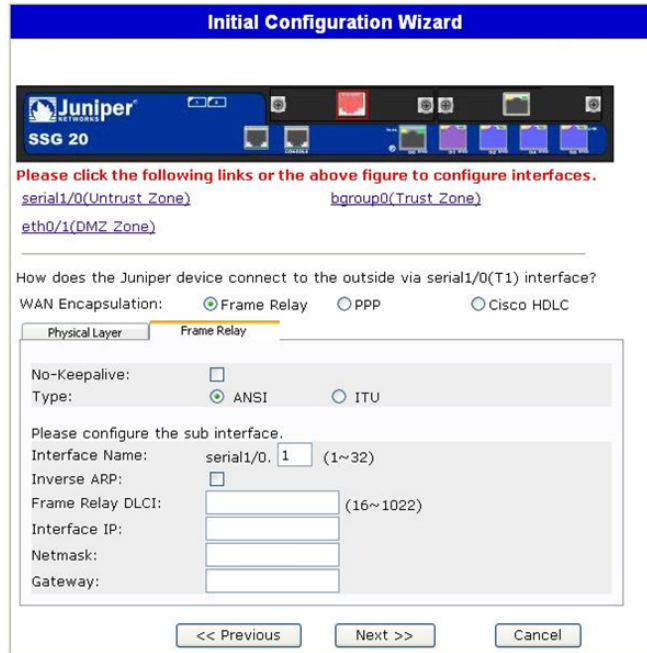 Initial Configuration Wizard
Juniper
NETWORKS
SSG 20
CONSOLE
Please click the following links or the above figure to configure interfaces.
serial1/0(Untrust Zone) bgroup0(Trust Zone)
eth0/1(DMZ Zone)
How does the Juniper device connect to the outside via serial1/0(T1) interface?
WAN Encapsulation: Frame Relay PPP Cisco HDLC
Physical Layer Frame Relay
No-Keepalive:
Type: ANSI ITU
Please configure the sub interface.
Interface Name: serial1/0. 1 (1~32)
Inverse ARP:
Frame Relay DLCI: (16~1022)
Interface IP:
Netmask:
Gateway:
<< Previous Next >> Cancel